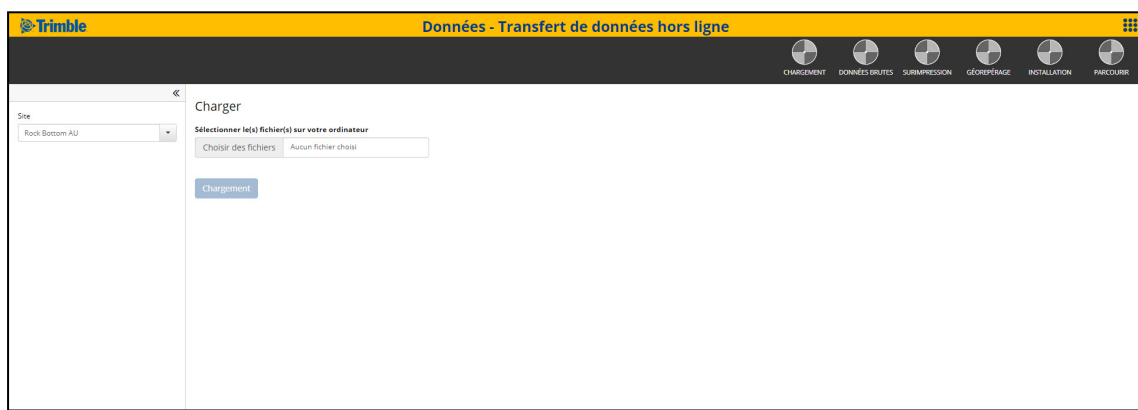 Trimble
Données - Transfert de données hors ligne
CHARGEMENT DONNÉES BRUTES SURIMPRESSION GÉOREPÉRAGE INSTALLATION PARCOURIR
«
Site
Rock Bottom AU
Charger
Sélectionner le(s) fichier(s) sur votre ordinateur
Choisir des fichiers Aucun fichier choisi
Chargement